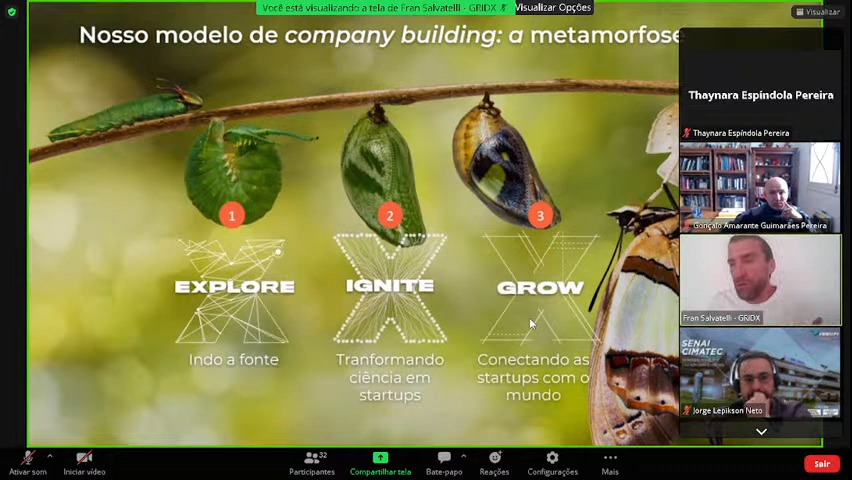 Você está visualizando a tela de Fran Salvatelli - GRIDX
Visualizar Opções
Visualizar
Nosso modelo de company building: a metamorfose
Thaynara Espíndola Pereira
Thaynara Espíndola Pereira
Gonçalo Amarante Guimarães Pereira
Fran Salvatelli - GRIDX
SENAI
CIMATEC
Jorge Lepikson Neto
1
2
3
EXPLORE
IGNITE
GROW
Indo a fonte
Tranformando
ciência em
startups
Conectando as
startups com o
mundo
Ativar som
Iniciar vídeo
32
Participantes
Compartilhar tela
Bate-papo
Reações
Configurações
Mais
Sair